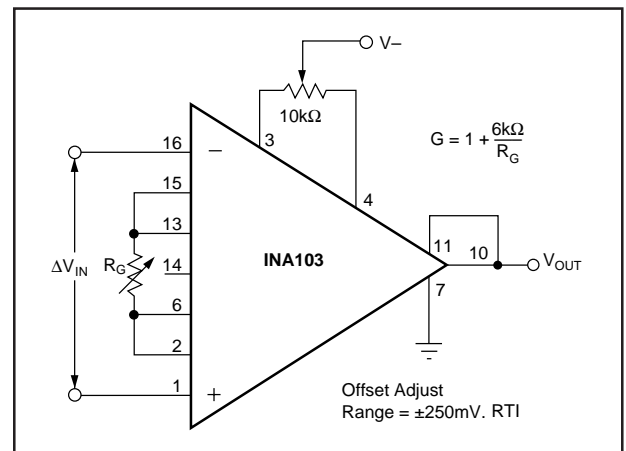 V–
10kΩ
G = 1 + 6kΩ
R_G
3
16
–
4
15
13
11
ΔV_IN
R_G
14
INA103
10
V_OUT
7
6
2
1
+
Offset Adjust
Range = ±250mV. RTI